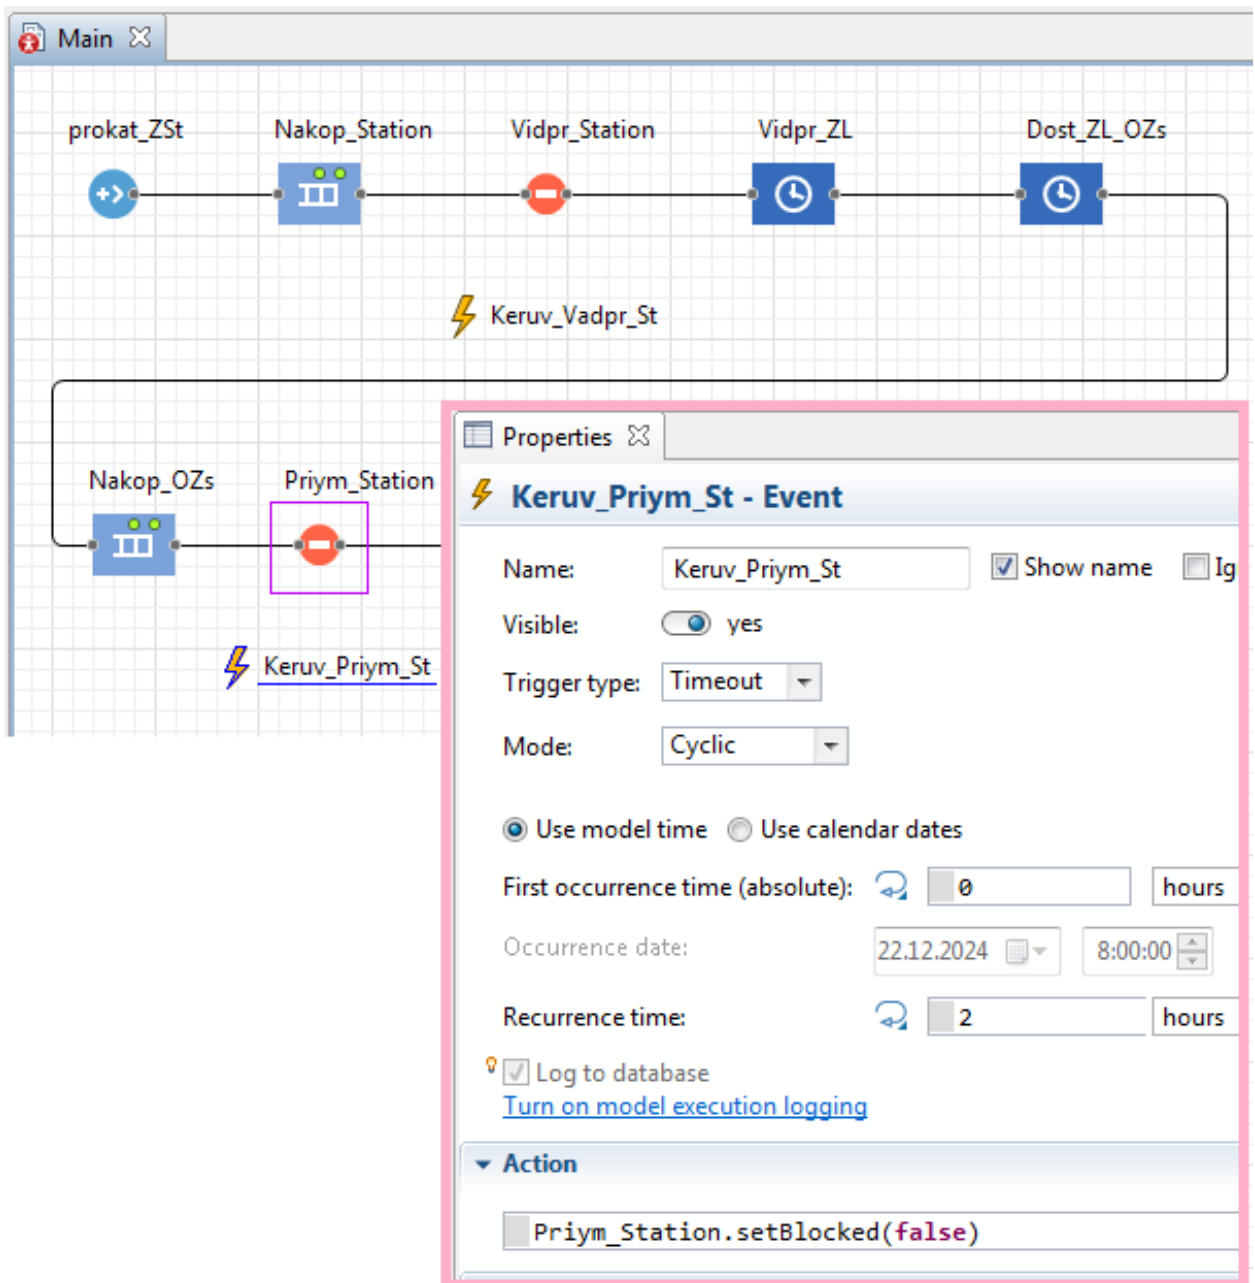 Main
prokat_ZSt Nakop_Station Vidpr_Station Vidpr_ZL Dost_ZL_OZs
Keruv_Vadpr_St
Nakop_OZs Priym_Station
Keruv_Priym_St
Properties
Keruv_Priym_St - Event
Name: Keruv_Priym_St Show name Ig
Visible: yes
Trigger type: Timeout
Mode: Cyclic
Use model time Use calendar dates
First occurrence time (absolute): 0 hours
Occurrence date: 22.12.2024 8:00:00
Recurrence time: 2 hours
Log to database
Turn on model execution logging
Action
Priym_Station.setBlocked(false)